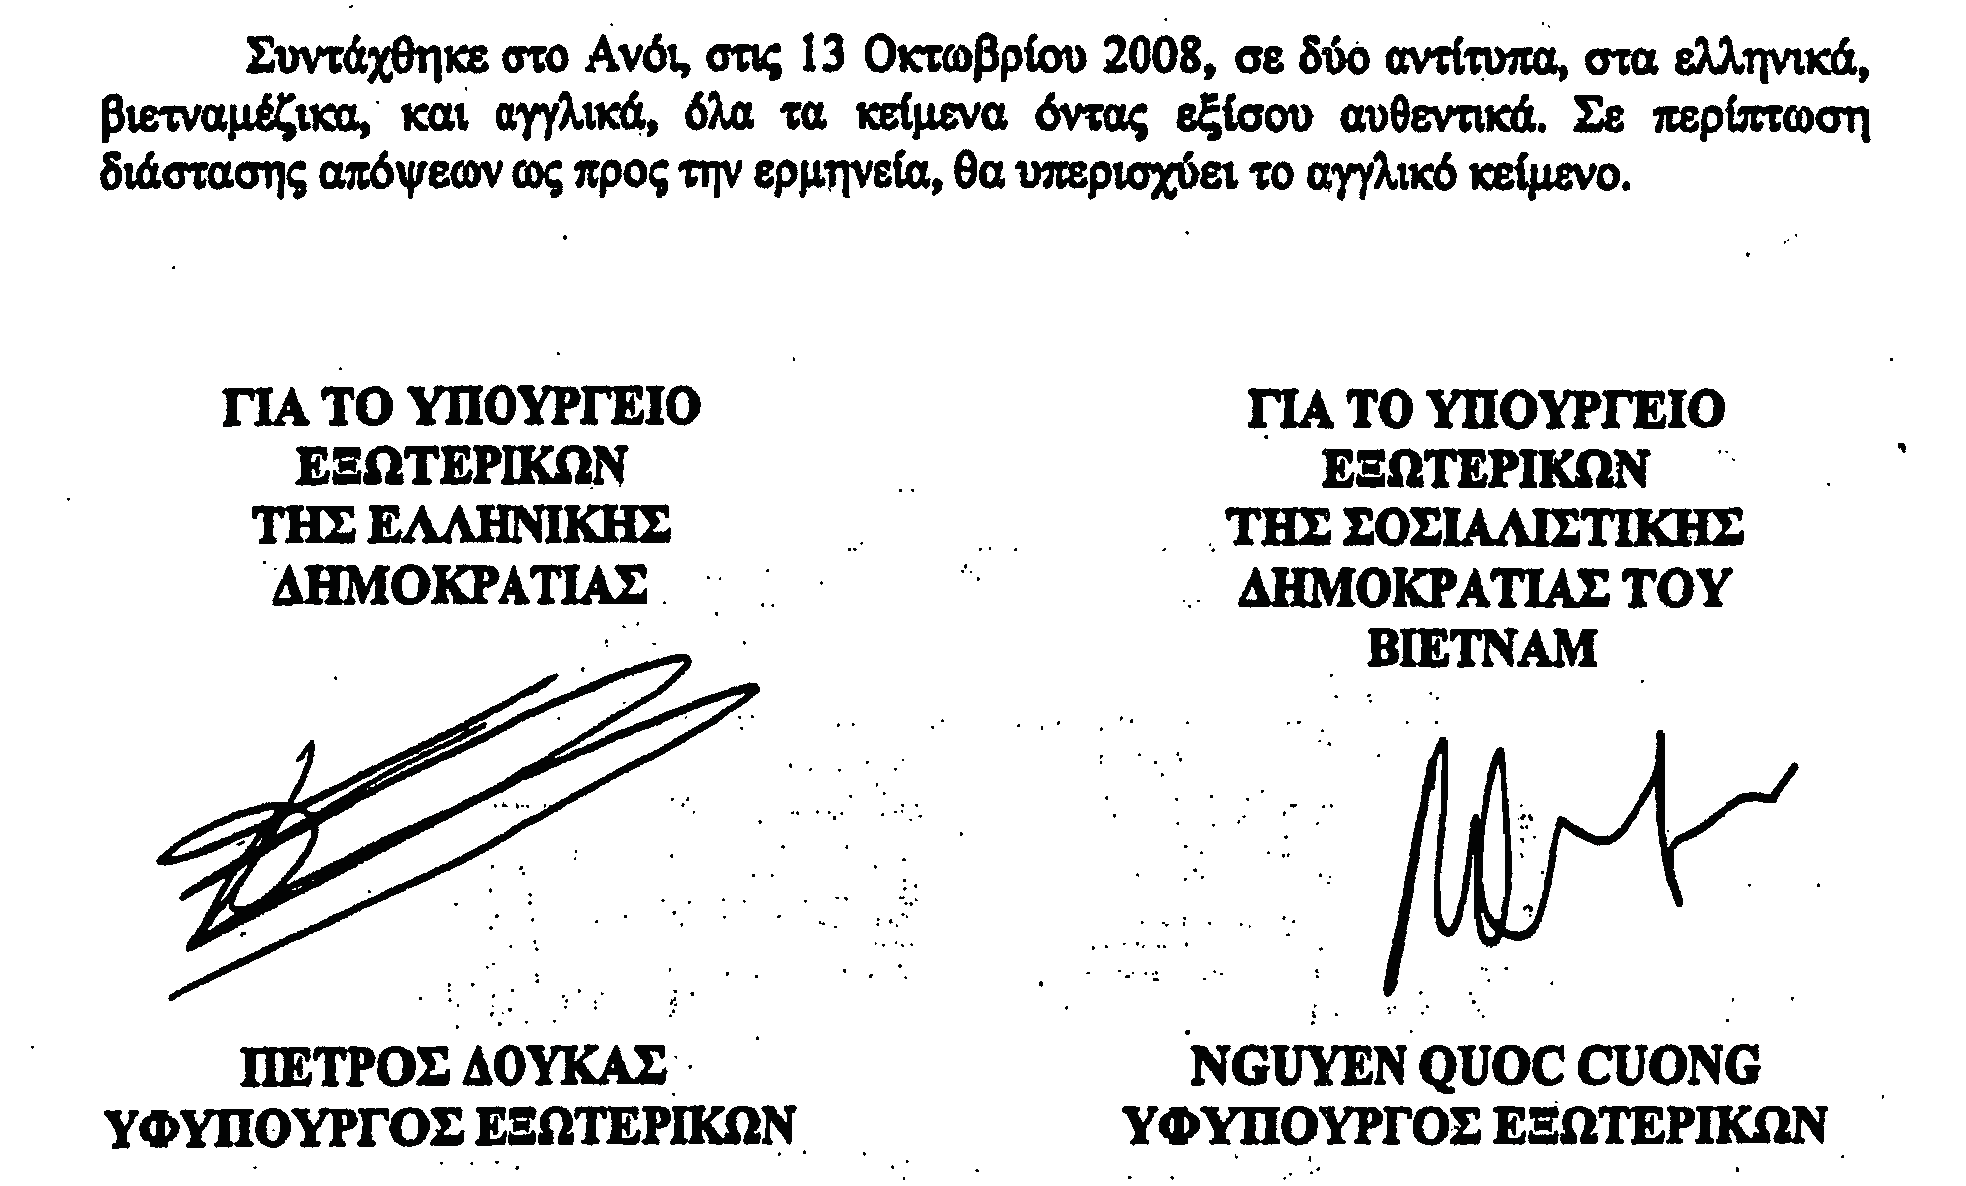 Συντάχθηκε στο Ανόι, στις 13 Οκτωβρίου 2008, σε δύο αντίτυπα, στα ελληνικά,
βιετναμέζικα, και αγγλικά, όλα τα κείμενα όντας εξίσου αυθεντικά. Σε περίπτωση
διάστασης απόψεων ως προς την ερμηνεία, θα υπερισχύει το αγγλικό κείμενο.
ΓΙΑ ΤΟ ΥΠΟΥΡΓΕΙΟ
ΕΞΩΤΕΡΙΚΩΝ
ΤΗΣ ΕΛΛΗΝΙΚΗΣ
ΔΗΜΟΚΡΑΤΙΑΣ
ΠΕΤΡΟΣ ΔΟΥΚΑΣ
ΥΦΥΠΟΥΡΓΟΣ ΕΞΩΤΕΡΙΚΩΝ
ΓΙΑ ΤΟ ΥΠΟΥΡΓΕΙΟ
ΕΞΩΤΕΡΙΚΩΝ
ΤΗΣ ΣΟΣΙΑΛΙΣΤΙΚΗΣ
ΔΗΜΟΚΡΑΤΙΑΣ ΤΟΥ
ΒΙΕΤΝΑΜ
NGUYEN QUOC CUONG
ΥΦΥΠΟΥΡΓΟΣ ΕΞΩΤΕΡΙΚΩΝ